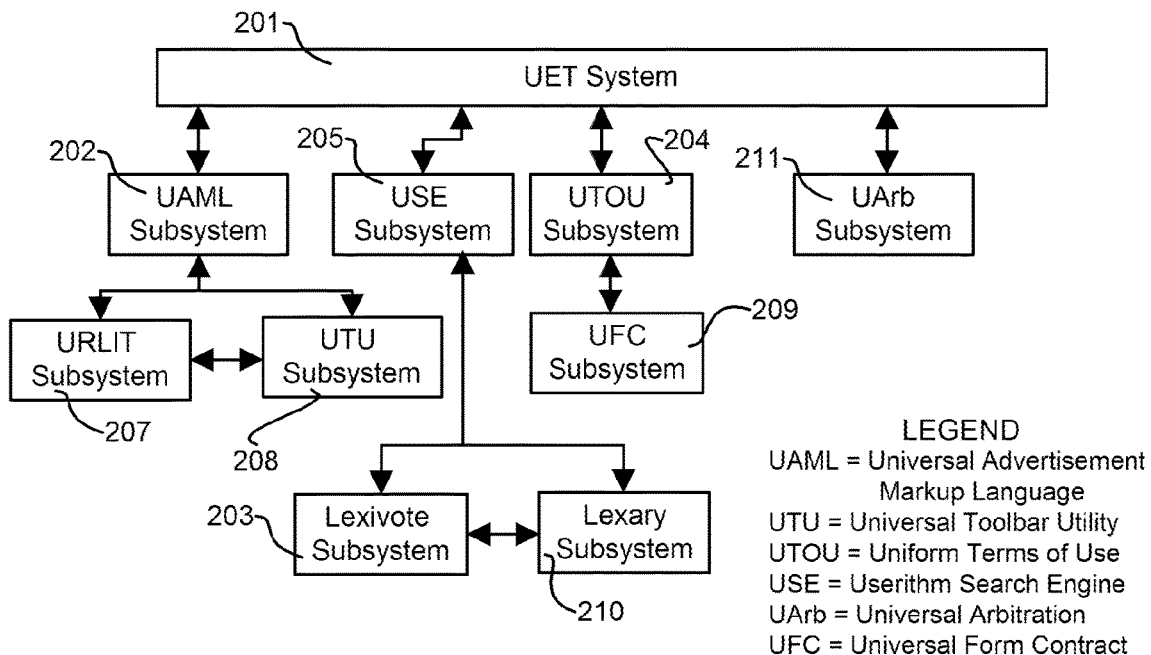 201
UET System
202
205
204
211
UAML
Subsystem
USE
Subsystem
UTOU
Subsystem
UArb
Subsystem
URLIT
Subsystem
UTU
Subsystem
UFC
Subsystem
209
207
208
203
Lexivote
Subsystem
Lexary
Subsystem
210
LEGEND
UAML = Universal Advertisement
Markup Language
UTU = Universal Toolbar Utility
UTOU = Uniform Terms of Use
USE = Userithm Search Engine
UArb = Universal Arbitration
UFC = Universal Form Contract